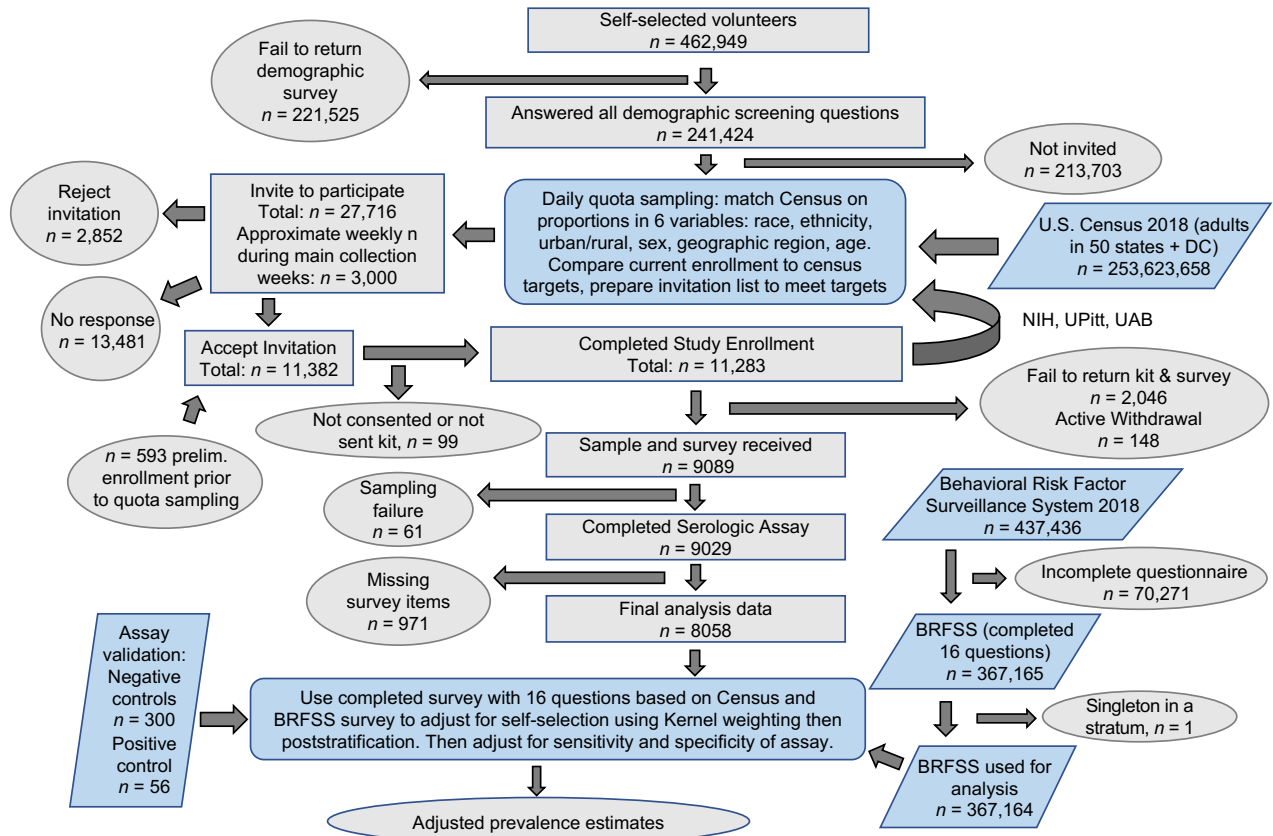 Self-selected volunteers
n = 462,949
Fail to return
demographic
survey
n = 221,525
Answered all demographic screening questions
n = 241,424
Not invited
n = 213,703
Reject
invitation
n = 2,852
Invite to participate
Total: n = 27,716
Approximate weekly n
during main collection
weeks: n = 3,000
Daily quota sampling: match Census on
proportions in 6 variables: race, ethnicity,
urban/rural, sex, geographic region, age.
Compare current enrollment to census
targets, prepare invitation list to meet targets
U.S. Census 2018 (adults
in 50 states + DC)
n = 253,623,658
No response
n = 13,481
NIH, UPitt, UAB
Accept Invitation
Total: n = 11,382
Completed Study Enrollment
Total: n = 11,283
Fail to return kit & survey
n = 2,046
Active Withdrawal
n = 148
Not consented or not
sent kit, n = 99
n = 593 prelim.
enrollment prior
to quota sampling
Sample and survey received
n = 9089
Sampling
failure
n = 61
Behavioral Risk Factor
Surveillance System 2018
n = 437,436
Completed Serologic Assay
n = 9029
Missing
survey items
n = 971
Incomplete questionnaire
n = 70,271
Final analysis data
n = 8058
Assay
validation:
Negative
controls
n = 300
Positive
control
n = 56
BRFSS (completed
16 questions)
n = 367,165
Use completed survey with 16 questions based on Census and
BRFSS survey to adjust for self-selection using Kernel weighting then
poststratification. Then adjust for sensitivity and specificity of assay.
Singleton in a
stratum, n = 1
BRFSS used for
analysis
n = 367,164
Adjusted prevalence estimates